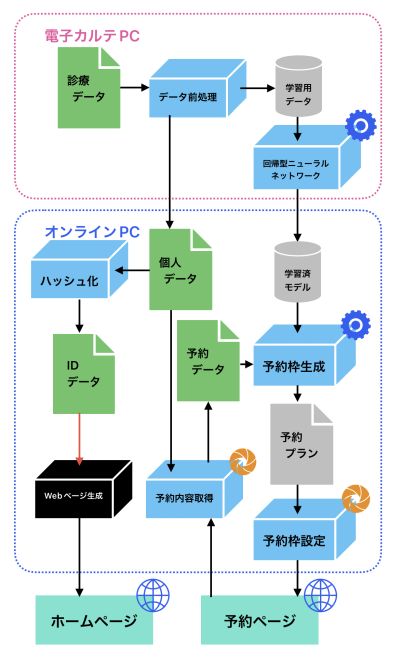 電子カルテPC
診療
データ
データ前処理
学習用
データ
回帰型ニューラル
ネットワーク
オンラインPC
ハッシュ化
個人
データ
学習済
モデル
ID
データ
予約
データ
予約枠生成
予約
プラン
Webページ生成
予約内容取得
予約枠設定
ホームページ
予約ページ